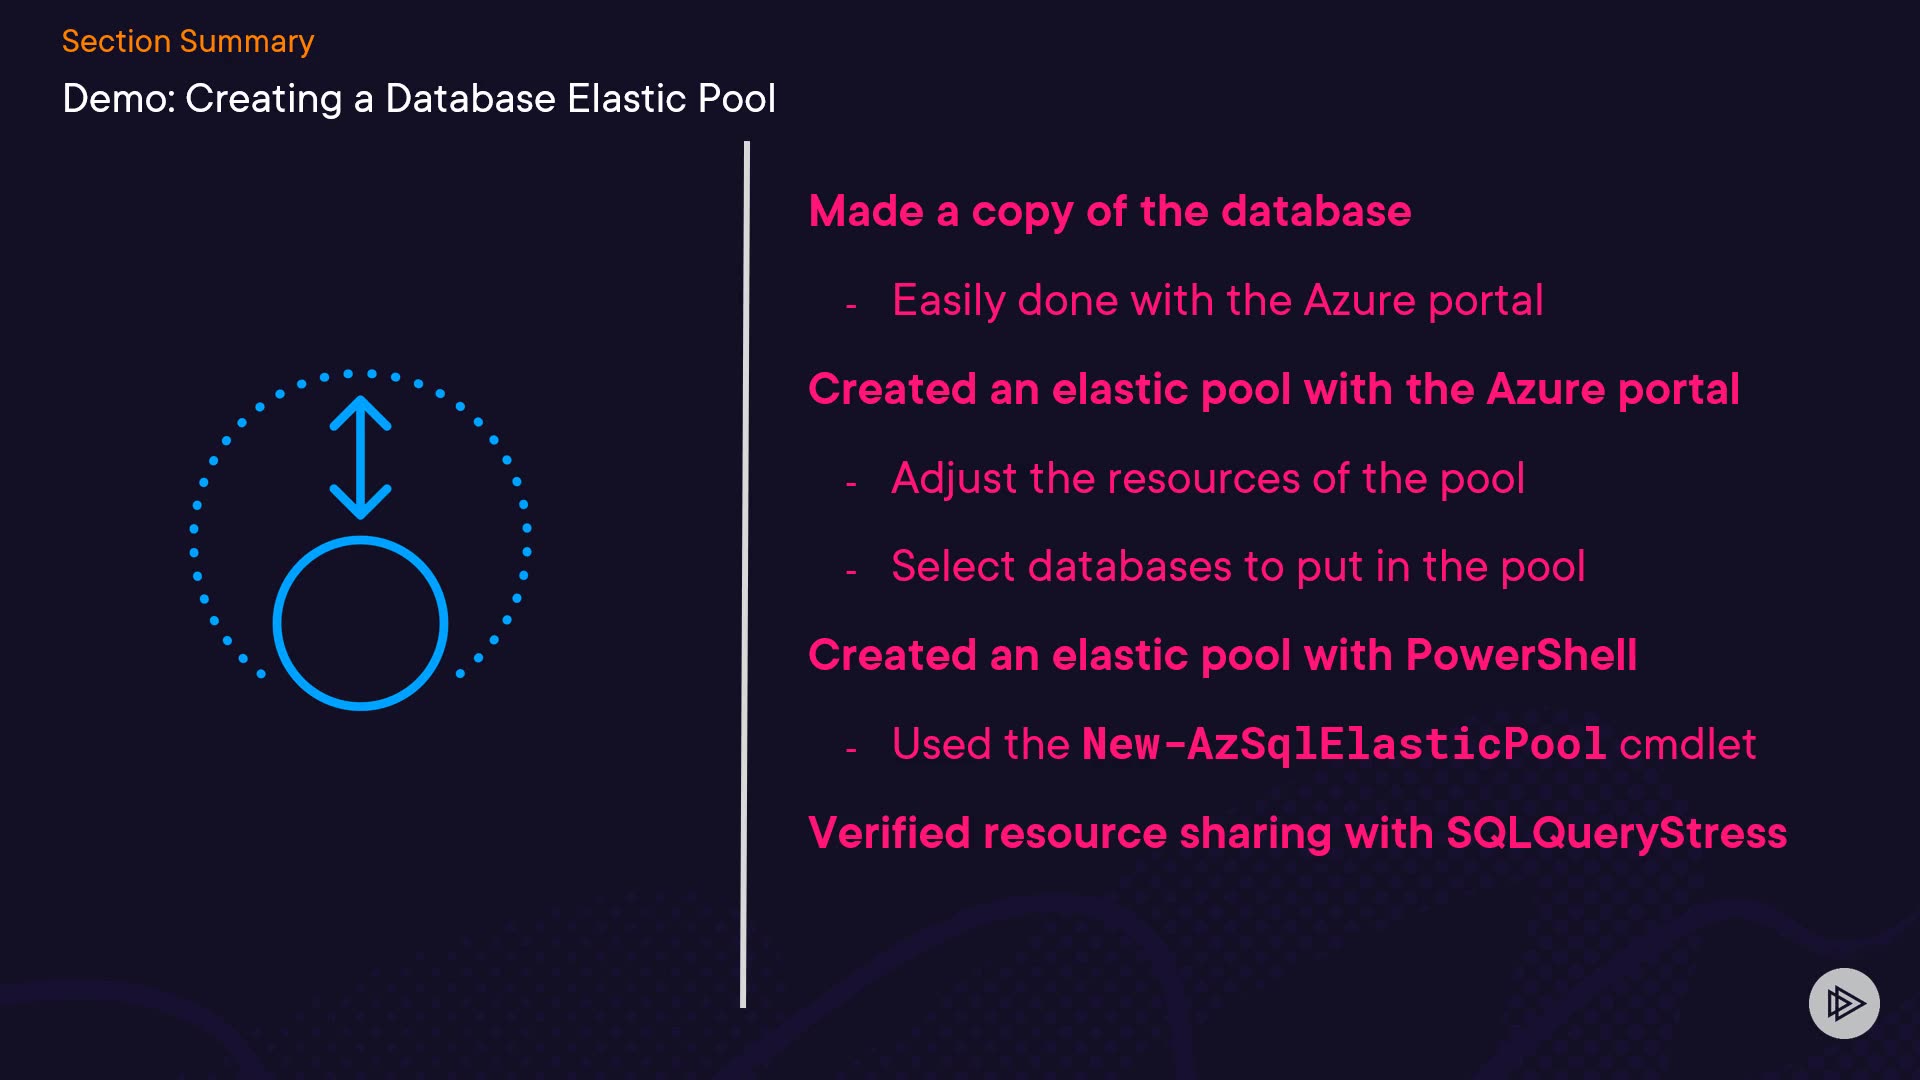 Section Summary
Demo: Creating a Database Elastic Pool
Made a copy of the database
- Easily done with the Azure portal
Created an elastic pool with the Azure portal
- Adjust the resources of the pool
- Select databases to put in the pool
Created an elastic pool with PowerShell
- Used the New-AzSqlElasticPool cmdlet
Verified resource sharing with SQLQueryStress